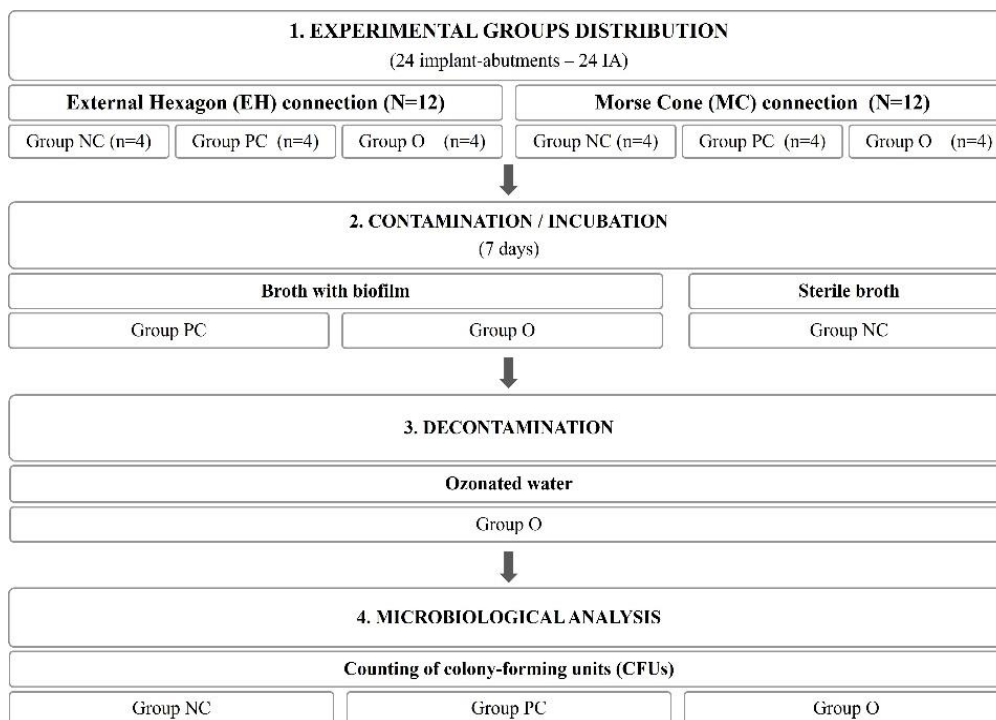 1. EXPERIMENTAL GROUPS DISTRIBUTION
(24 implant-abutments – 24 IA)
External Hexagon (EH) connection (N=12)
Morse Cone (MC) connection (N=12)
Group NC (n=4)
Group PC (n=4)
Group O (n=4)
Group NC (n=4)
Group PC (n=4)
Group O (n=4)
2. CONTAMINATION / INCUBATION
(7 days)
Broth with biofilm
Sterile broth
Group PC
Group O
Group NC
3. DECONTAMINATION
Ozonated water
Group O
4. MICROBIOLOGICAL ANALYSIS
Counting of colony-forming units (CFUs)
Group NC
Group PC
Group O